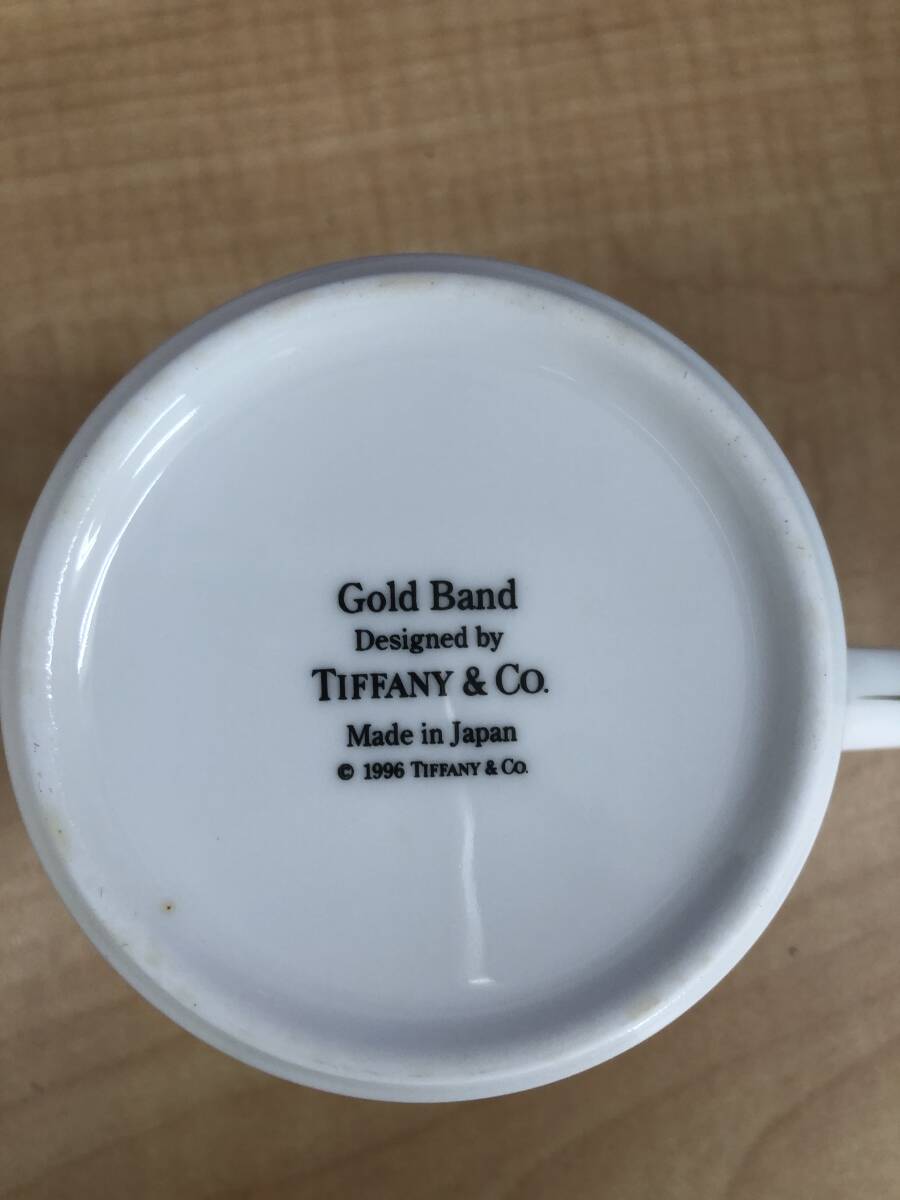 Gold Band
Designed by
TIFFANY & CO.
Made in Japan
© 1996 TIFFANY & CO.